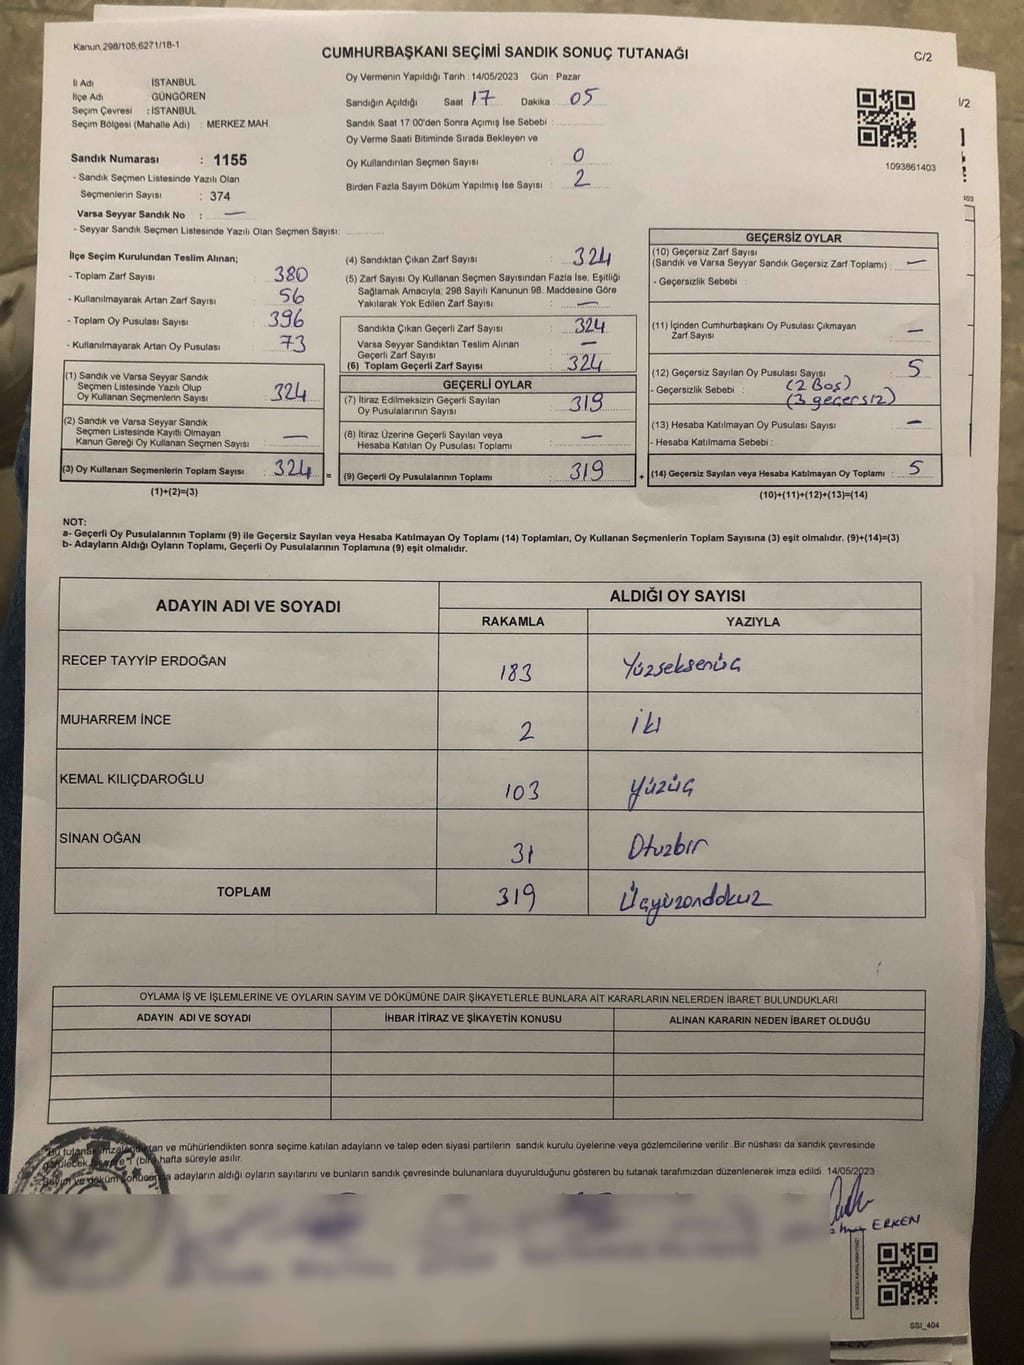 Kanun,298/105,6271/18-1
CUMHURBAŞKANI SEÇİMİ SANDIK SONUÇ TUTANAĞI
C/2
İl Adı : İSTANBUL
İlçe Adı : GÜNGÖREN
Seçim Çevresi : İSTANBUL
Seçim Bölgesi (Mahalle Adı) : MERKEZ MAH.
Oy Vermenin Yapıldığı Tarih : 14/05/2023 Gün : Pazar
Sandığın Açıldığı Saat 17 Dakika 05
Sandık Saat 17:00'den Sonra Açımış İse Sebebi :
Oy Verme Saati Bitiminde Sırada Bekleyen ve
Oy Kullandırılan Seçmen Sayısı : 0
Birden Fazla Sayım Döküm Yapılmış İse Sayısı : 2
1/2
1093861403
Sandık Numarası : 1155
- Sandık Seçmen Listesinde Yazılı Olan
Seçmenlerin Sayısı : 374
Varsa Seyyar Sandık No : —
- Seyyar Sandık Seçmen Listesinde Yazılı Olan Seçmen Sayısı:
İlçe Seçim Kurulundan Teslim Alınan;
- Toplam Zarf Sayısı : 380
- Kullanılmayarak Artan Zarf Sayısı : 56
- Toplam Oy Pusulası Sayısı : 396
- Kullanılmayarak Artan Oy Pusulası : 73
(1) Sandık ve Varsa Seyyar Sandık
Seçmen Listesinde Yazılı Olup
Oy Kullanan Seçmenlerin Sayısı : 324
(2) Sandık ve Varsa Seyyar Sandık
Seçmen Listesinde Kayıtlı Olmayan
Kanun Gereği Oy Kullanan Seçmen Sayısı : —
(3) Oy Kullanan Seçmenlerin Toplam Sayısı : 324 =
(1)+(2)=(3)
(4) Sandıktan Çıkan Zarf Sayısı : 324
(5) Zarf Sayısı Oy Kullanan Seçmen Sayısından Fazla İse, Eşitliği
Sağlamak Amacıyla, 298 Sayılı Kanunun 98. Maddesine Göre
Yakılarak Yok Edilen Zarf Sayısı : —
Sandıkta Çıkan Geçerli Zarf Sayısı : 324
Varsa Seyyar Sandıktan Teslim Alınan
Geçerli Zarf Sayısı : —
(6) Toplam Geçerli Zarf Sayısı : 324
GEÇERLİ OYLAR
(7) İtiraz Edilmeksizin Geçerli Sayılan
Oy Pusulalarının Sayısı : 319
(8) İtiraz Üzerine Geçerli Sayılan veya
Hesaba Katılan Oy Pusulası Toplamı : —
(9) Geçerli Oy Pusulalarının Toplamı : 319 +
GEÇERSİZ OYLAR
(10) Geçersiz Zarf Sayısı
(Sandık ve Varsa Seyyar Sandık Geçersiz Zarf Toplamı) : —
- Geçersizlik Sebebi :
(11) İçinden Cumhurbaşkanı Oy Pusulası Çıkmayan
Zarf Sayısı : —
(12) Geçersiz Sayılan Oy Pusulası Sayısı : 5
- Geçersizlik Sebebi : (2 Boş)
(3 geçersiz)
(13) Hesaba Katılmayan Oy Pusulası Sayısı : —
- Hesaba Katılmama Sebebi :
(14) Geçersiz Sayılan veya Hesaba Katılmayan Oy Toplamı : 5
(10)+(11)+(12)+(13)=(14)
NOT:
a- Geçerli Oy Pusulalarının Toplamı (9) ile Geçersiz Sayılan veya Hesaba Katılmayan Oy Toplamı (14) Toplamları, Oy Kullanan Seçmenlerin Toplam Sayısına (3) eşit olmalıdır. (9)+(14)=(3)
b- Adayların Aldığı Oyların Toplamı, Geçerli Oy Pusulalarının Toplamına (9) eşit olmalıdır.
ADAYIN ADI VE SOYADI
ALDIĞI OY SAYISI
RAKAMLA YAZIYLA
RECEP TAYYİP ERDOĞAN 183 Yüzseksenüç
MUHARREM İNCE 2 iki
KEMAL KILIÇDAROĞLU 103 yüzüç
SİNAN OĞAN 31 Otuzbir
TOPLAM 319 Üçyüzondokuz
OYLAMA İŞ VE İŞLEMLERİNE VE OYLARIN SAYIM VE DÖKÜMÜNE DAİR ŞİKAYETLERLE BUNLARA AİT KARARLARIN NELERDEN İBARET BULUNDUKLARI
ADAYIN ADI VE SOYADI İHBAR İTİRAZ VE ŞİKAYETİN KONUSU ALINAN KARARIN NEDEN İBARET OLDUĞU
ve mühürlendikten sonra seçime katılan adayların ve talep eden siyasi partilerin sandık kurulu üyelerine veya gözlemcilerine verilir. Bir nüshası da sandık çevresinde
hafta süreyle asılır.
adayların aldığı oyların sayılarını ve bunların sandık çevresinde bulunanlara duyurulduğunu gösteren bu tutanak tarafımızdan düzenlenerek imza edildi. 14/05/2023
ERKEN
SSI_404